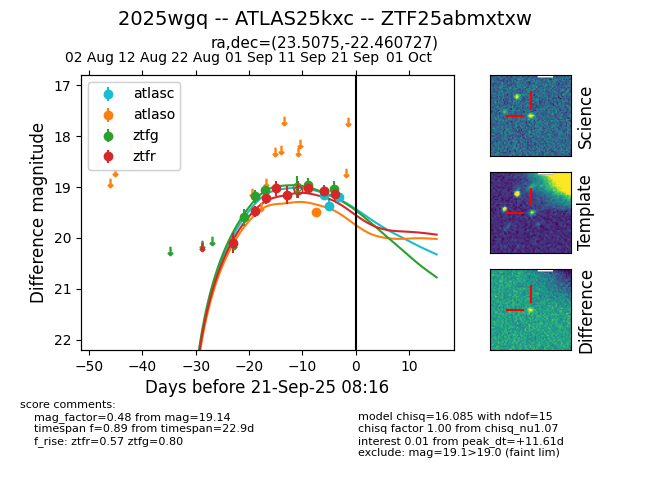 2025wgq -- ATLAS25kxc -- ZTF25abmxtxw
ra,dec=(23.5075,-22.460727)
02 Aug 12 Aug 22 Aug 01 Sep 11 Sep 21 Sep 01 Oct
atlasc
atlaso
ztfg
ztfr
17
18
19
20
21
22
Difference magnitude
−50 −40 −30 −20 −10 0 10
Days before 21-Sep-25 08:16
Science
Template
Difference
score comments:
mag_factor=0.48 from mag=19.14
timespan f=0.89 from timespan=22.9d
f_rise: ztfr=0.57 ztfg=0.80
model chisq=16.085 with ndof=15
chisq factor 1.00 from chisq_nu1.07
interest 0.01 from peak_dt=+11.61d
exclude: mag=19.1>19.0 (faint lim)